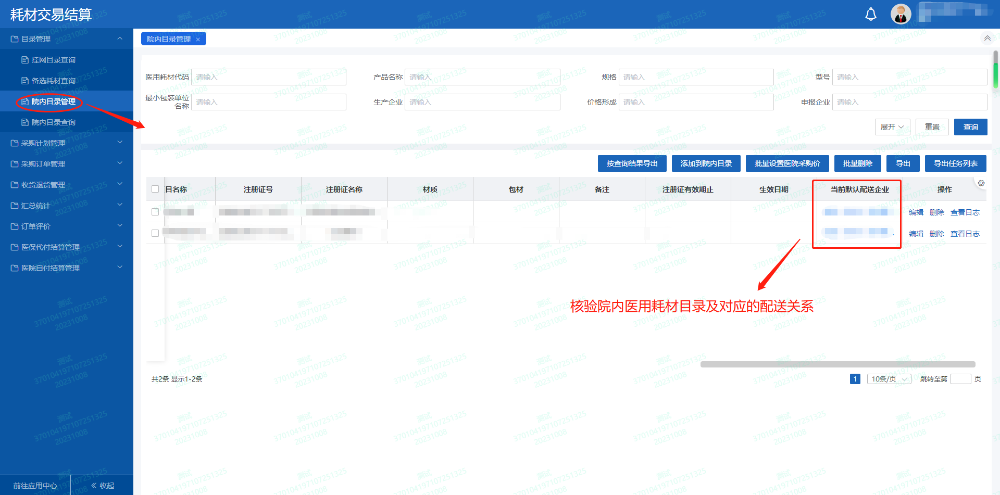 耗材交易结算
目录管理
挂网目录查询
备选耗材查询
院内目录管理
院内目录查询
采购计划管理
采购订单管理
收货退货管理
汇总统计
订单评价
医保代付结算管理
医院自付结算管理
前往应用中心
收起
院内目录管理 ×
医用耗材代码 请输入 产品名称 请输入 规格 请输入 型号 请输入
最小包装单位名称 请输入 生产企业 请输入 价格形成 请输入 申报企业 请输入
展开 重置 查询
按查询结果导出 添加到院内目录 批量设置医院采购价 批量删除 导出 导出任务列表
目名称 注册证号 注册证名称 材质 包材 备注 注册证有效期止 生效日期 当前默认配送企业 操作
编辑 删除 查看日志
编辑 删除 查看日志
核验院内医用耗材目录及对应的配送关系
共2条 显示1-2条
1 10条/页 跳转至第 页
测试
370104197107251325
20231008